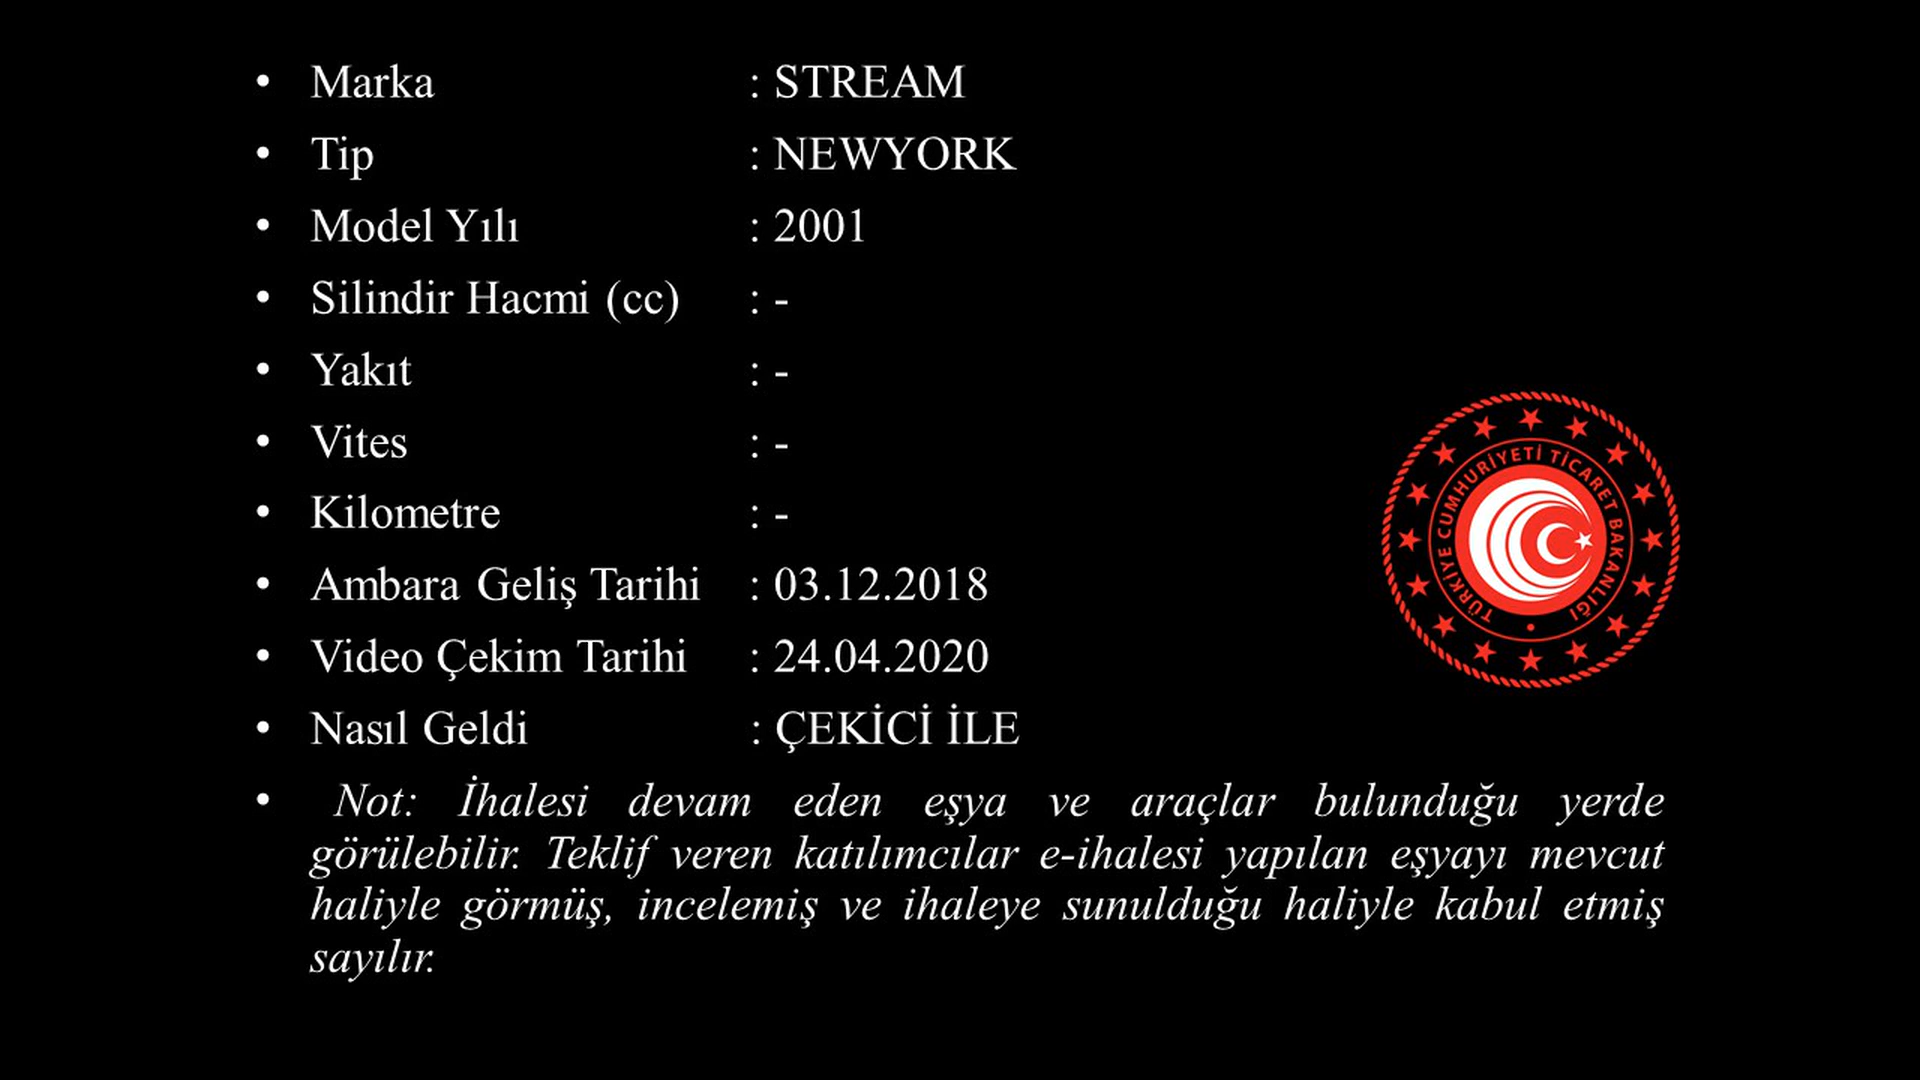 • Marka : STREAM
• Tip : NEWYORK
• Model Yılı : 2001
• Silindir Hacmi (cc) : -
• Yakıt : -
• Vites : -
• Kilometre : -
• Ambara Geliş Tarihi : 03.12.2018
• Video Çekim Tarihi : 24.04.2020
• Nasıl Geldi : ÇEKİCİ İLE
• Not: İhalesi devam eden eşya ve araçlar bulunduğu yerde
görülebilir. Teklif veren katılımcılar e-ihalesi yapılan eşyayı mevcut
haliyle görmüş, incelemiş ve ihaleye sunulduğu haliyle kabul etmiş
sayılır.
TÜRKİYE CUMHURİYETİ TİCARET BAKANLIĞI